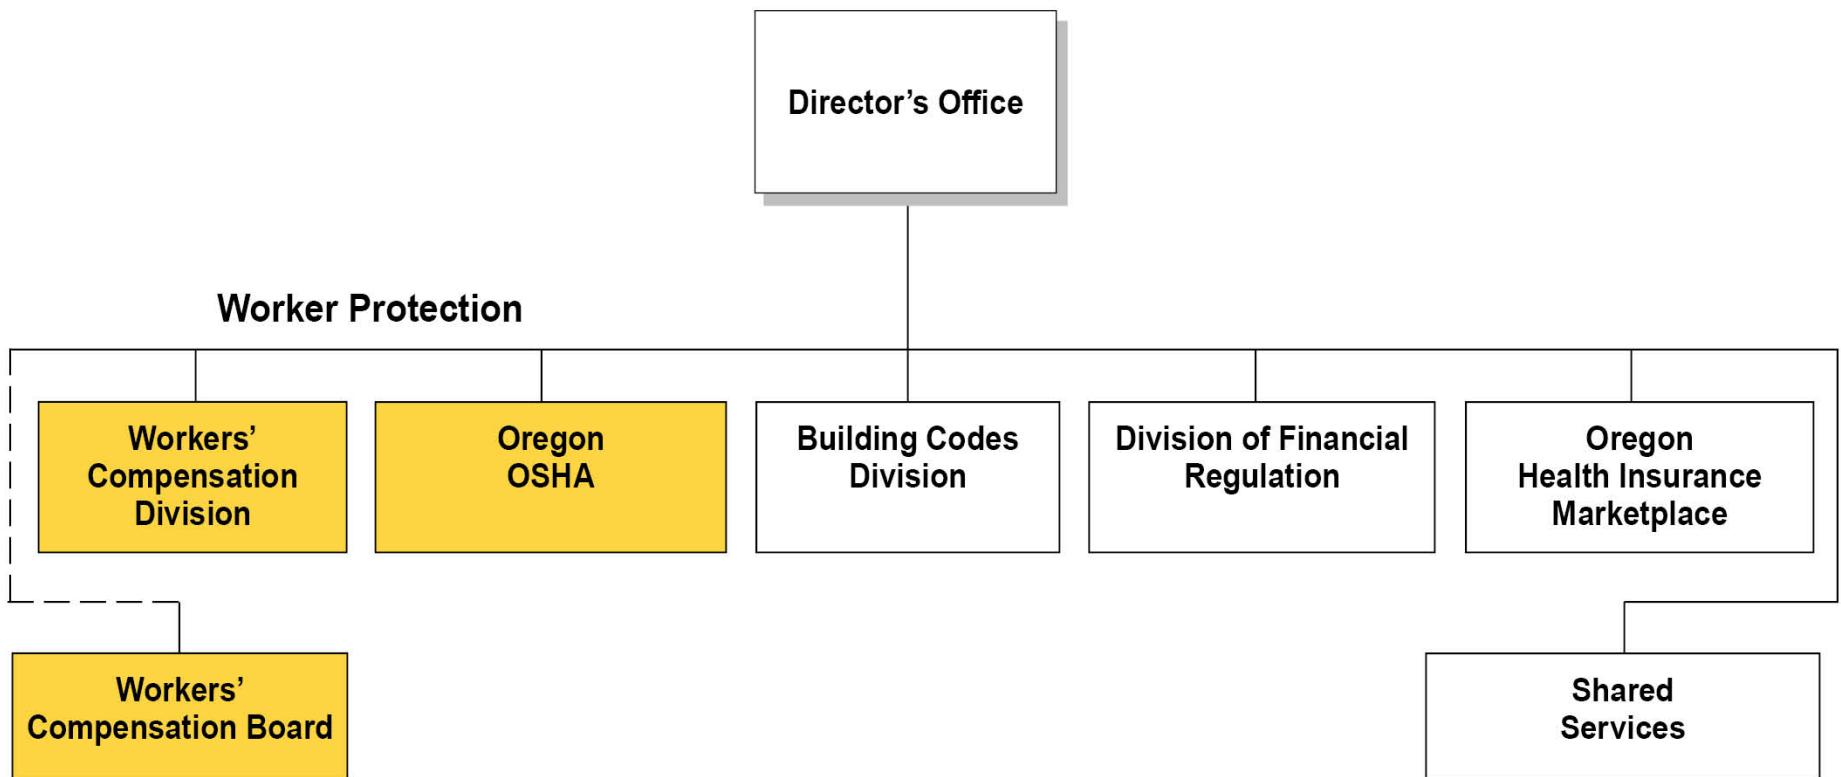 Director’s Office
Worker Protection
Workers’
Compensation
Division
Oregon
OSHA
Building Codes
Division
Division of Financial
Regulation
Oregon
Health Insurance
Marketplace
Workers’
Compensation Board
Shared
Services